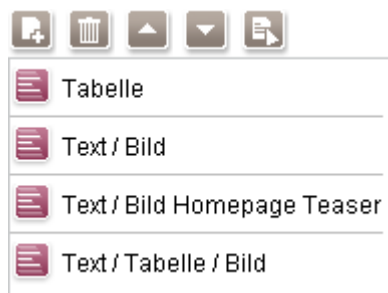 Tabelle
Text / Bild
Text / Bild Homepage Teaser
Text / Tabelle / Bild